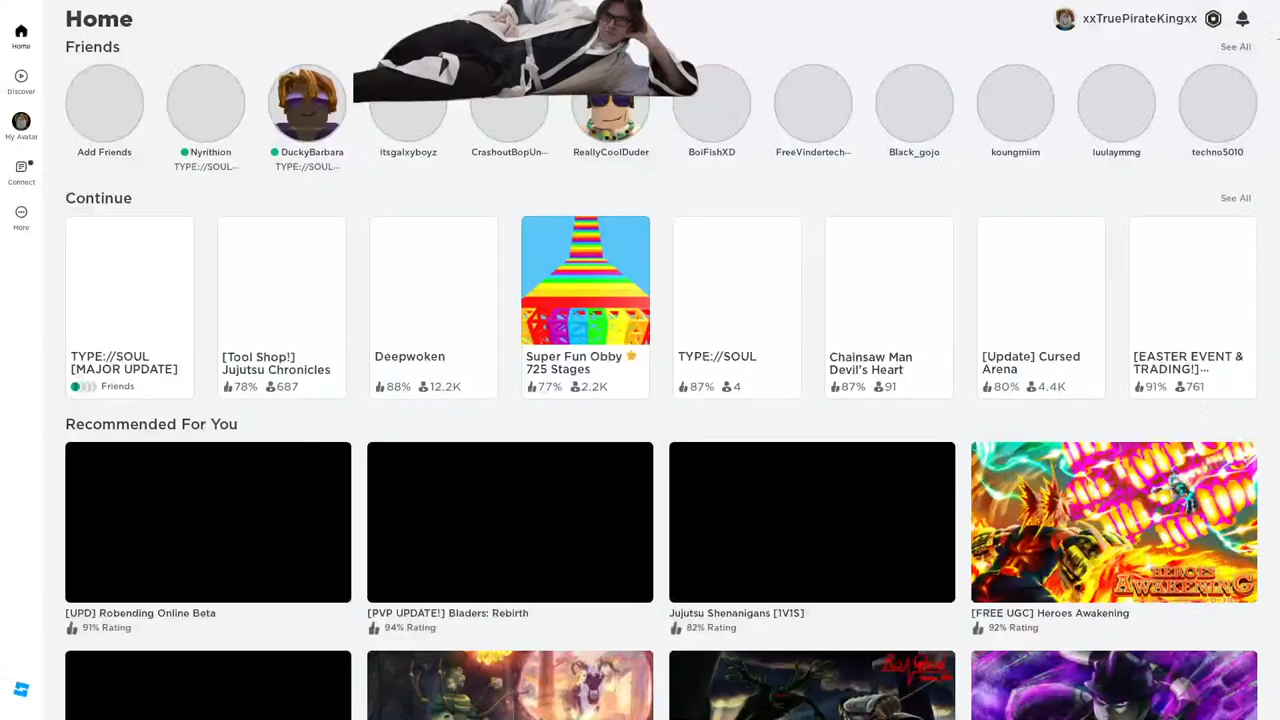 Home
xxTruePirateKingxx
Friends
See All
Home
Discover
My Avatar
Connect
More
Add Friends
Nyrithion
TYPE://SOUL...
DuckyBarbara
TYPE://SOUL...
itsgalxyboyz
CrashoutBopUn...
ReallyCoolDuder
BoiFishXD
FreeVindertech...
Black_gojo
koungmiim
luulaymmg
techno5010
Continue
See All
TYPE://SOUL
[MAJOR UPDATE]
Friends
[Tool Shop!]
Jujutsu Chronicles
78% 687
Deepwoken
88% 12.2K
Super Fun Obby
725 Stages
77% 2.2K
TYPE://SOUL
87% 4
Chainsaw Man
Devil's Heart
87% 91
[Update] Cursed
Arena
80% 4.4K
[EASTER EVENT &
TRADING!]...
91% 761
Recommended For You
HEROES
AWAKENING
[UPD] Robending Online Beta
91% Rating
[PVP UPDATE!] Bladers: Rebirth
94% Rating
Jujutsu Shenanigans [1V1S]
82% Rating
[FREE UGC] Heroes Awakening
92% Rating